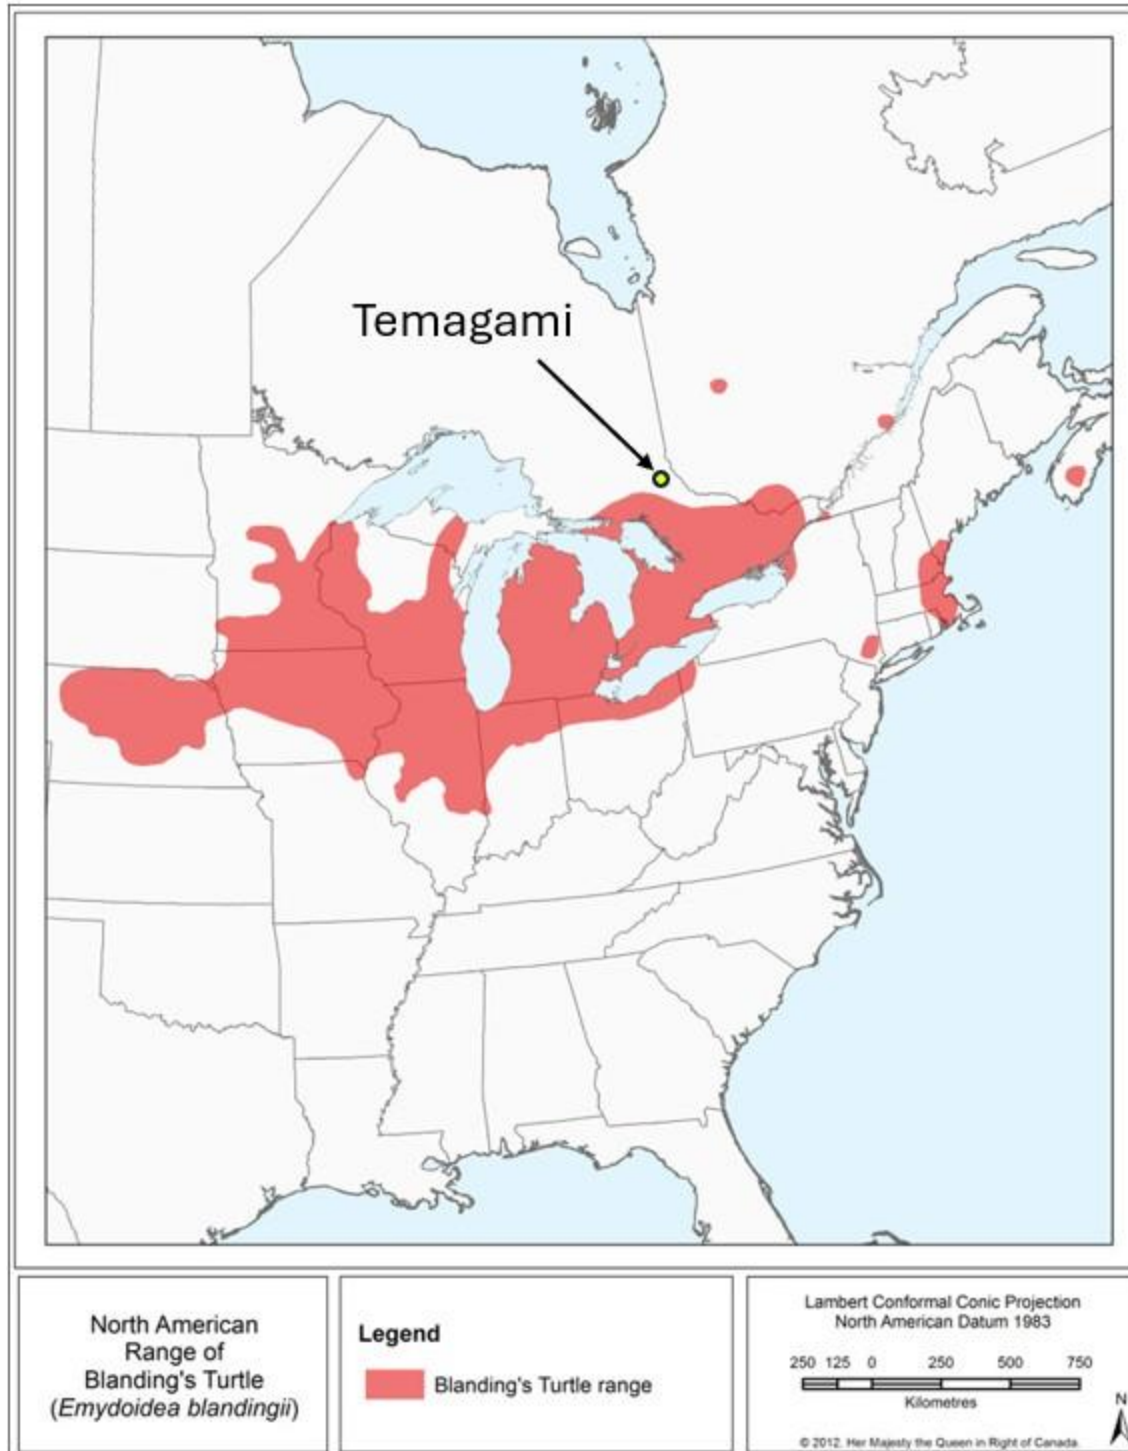 Temagami
North American
Range of
Blanding's Turtle
(Emydoidea blandingii)
Legend
Blanding's Turtle range
Lambert Conformal Conic Projection
North American Datum 1983
250 125 0 250 500 750
Kilometres
N
© 2012. Her Majesty the Queen in Right of Canada.